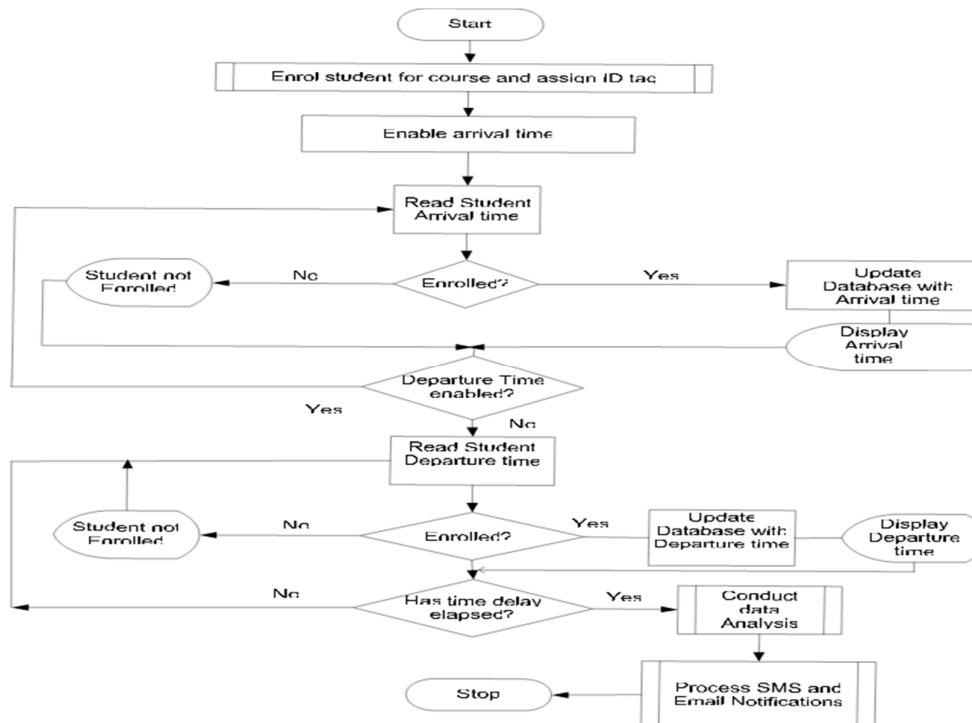 Start
Enrol student for course and assign ID tag
Enable arrival time
Read Student
Arrival time
Student not
Enrolled
No
Enrolled?
Yes
Update
Database with
Arrival time
Display
Arrival
time
Departure Time
enabled?
Yes
No
Read Student
Departure time
Student not
Enrolled
No
Enrolled?
Yes
Update
Database with
Departure time
Display
Departure
time
No
Has time delay
elapsed?
Yes
Conduct
data
Analysis
Process SMS and
Email Notifications
Stop